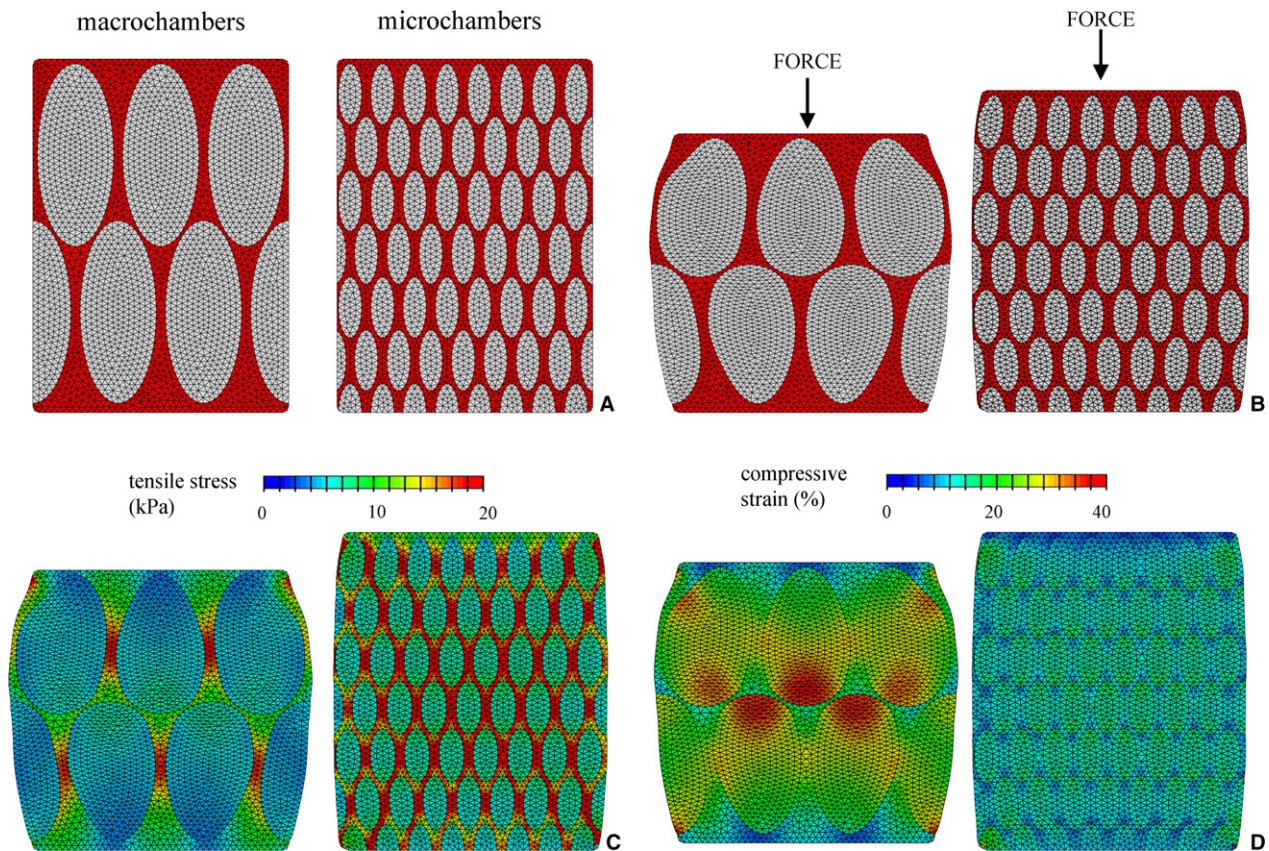 macrochambers
microchambers
FORCE
FORCE
A
B
tensile stress
(kPa)
0 10 20
compressive
strain (%)
0 20 40
C
D